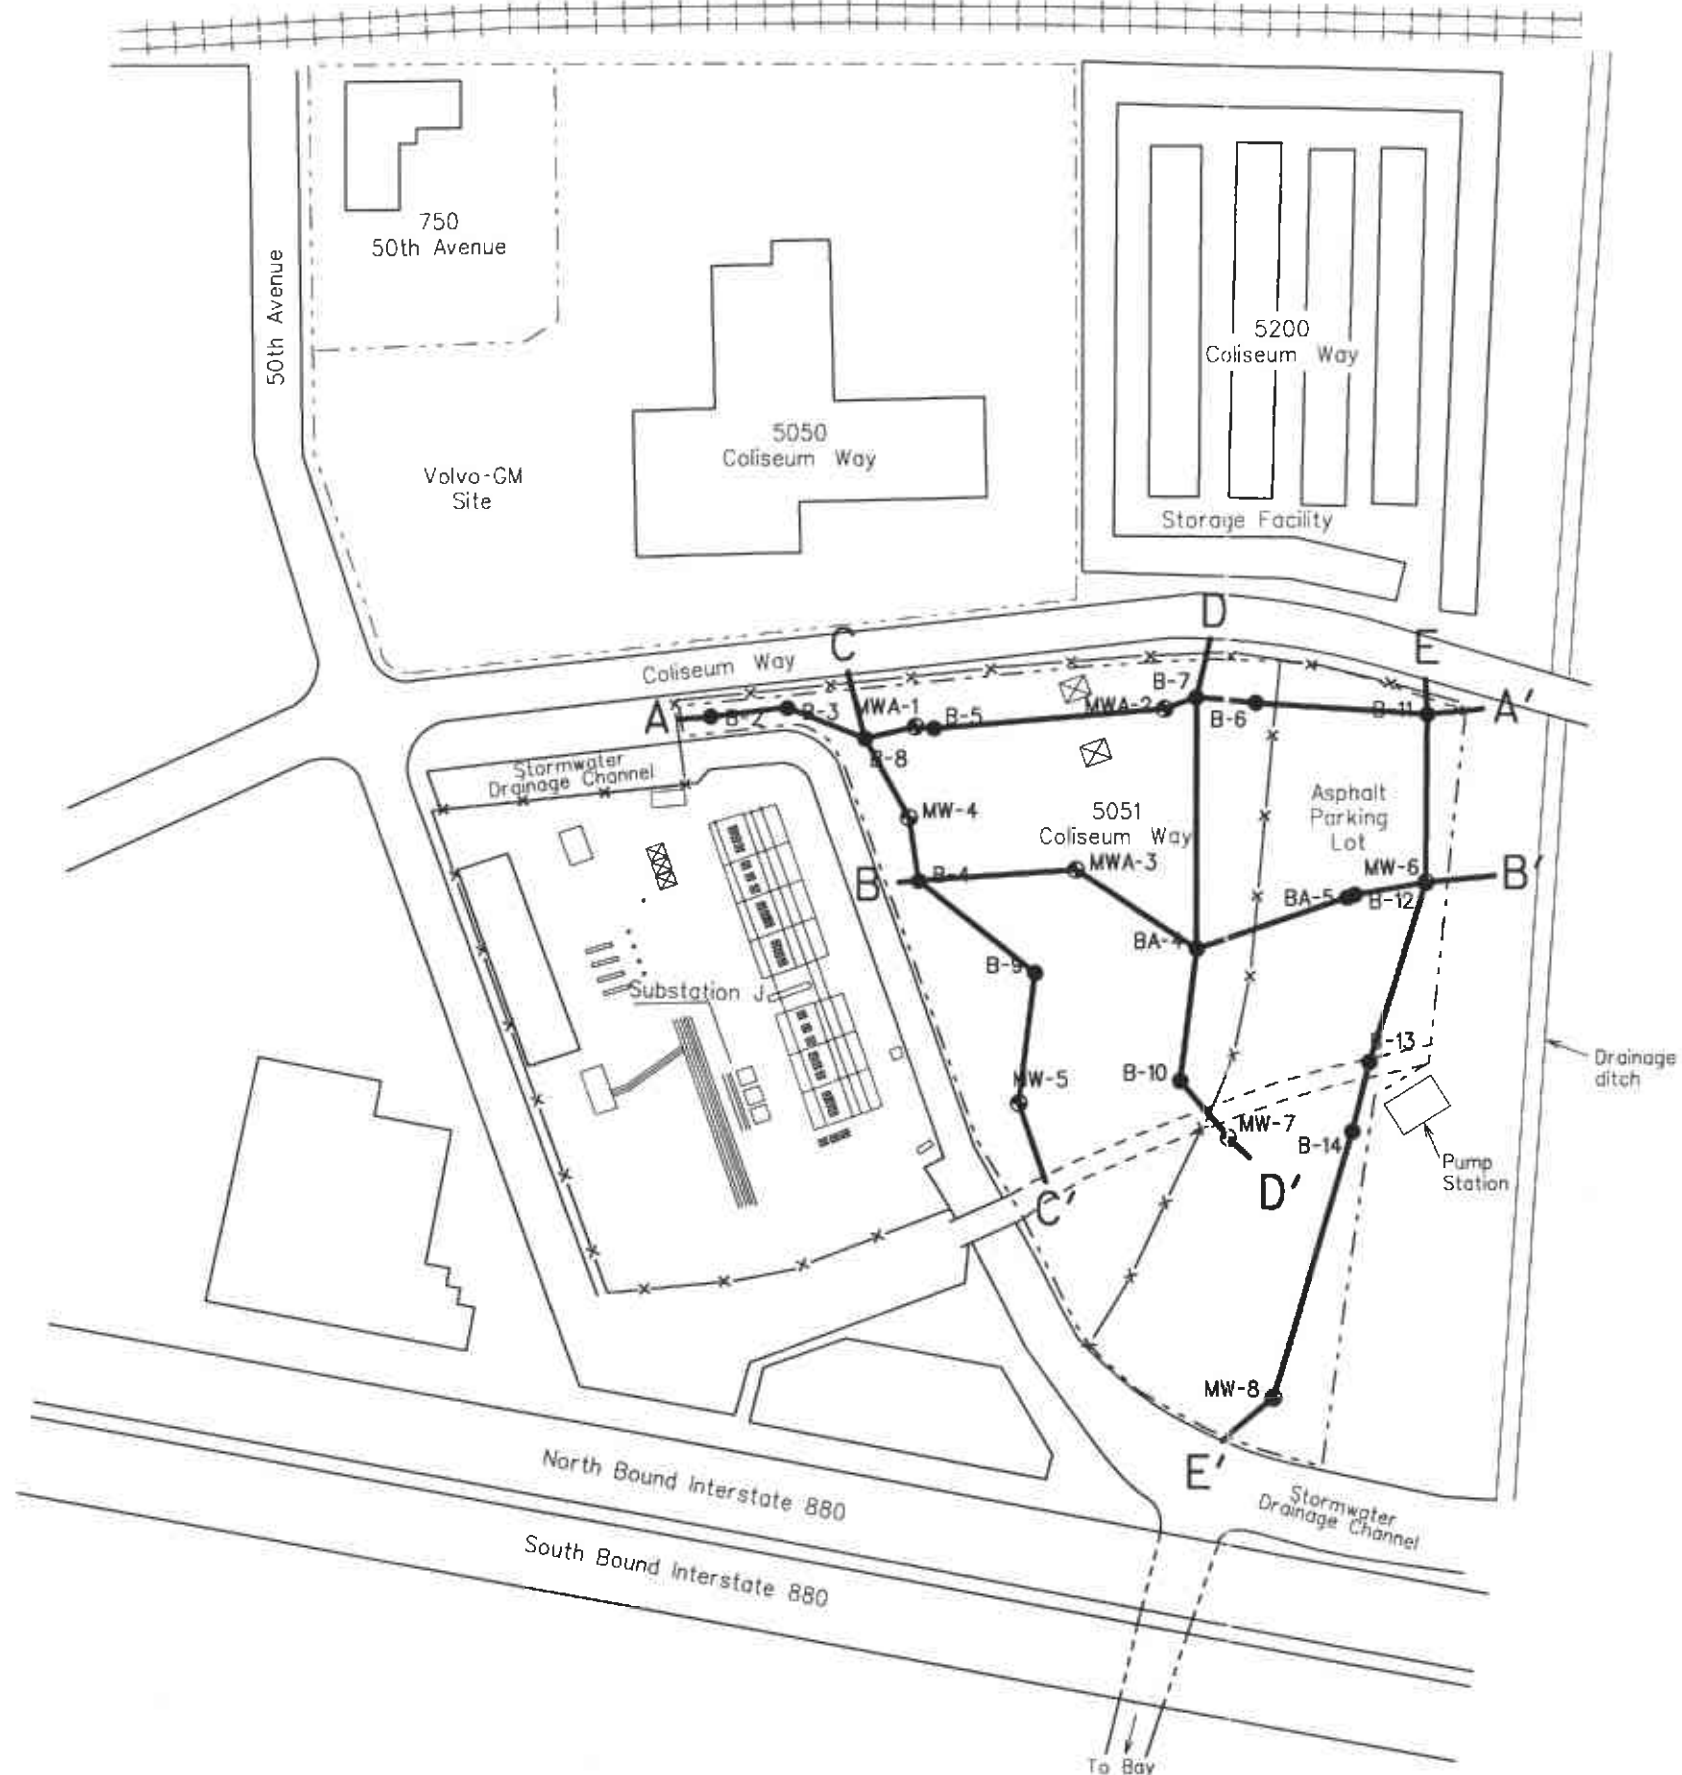 750
50th Avenue
50th Avenue
5200
Coliseum Way
5050
Coliseum Way
Volvo-GM
Site
Storage Facility
D
C
E
Coliseum Way
B-7
A
B-2
B-3
MWA-1
B-5
MWA-2
B-6
B-11
A'
B-8
Stormwater
Drainage Channel
MW-4
5051
Coliseum Way
Asphalt
Parking
Lot
B
B-4
MWA-3
MW-6
B'
BA-5
B-12
BA-4
B-9
Substation J
B-13
B-10
MW-5
Drainage
ditch
MW-7
B-14
Pump
Station
C'
D'
MW-8
E'
North Bound Interstate 880
Stormwater
Drainage Channel
South Bound Interstate 880
To Bay